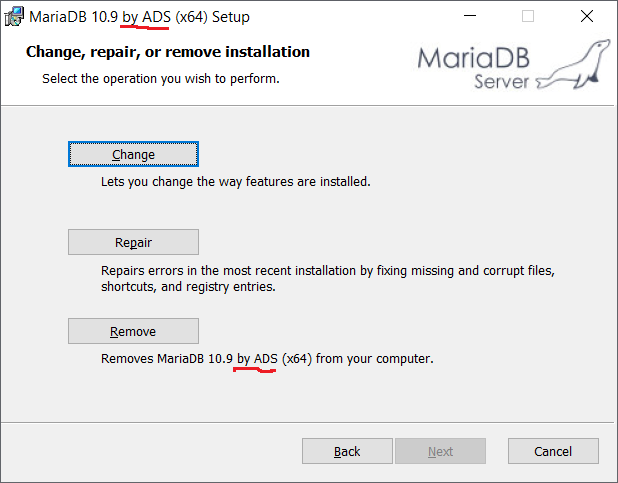 MariaDB 10.9 by ADS (x64) Setup
Change, repair, or remove installation
Select the operation you wish to perform.
MariaDB
Server
Change
Lets you change the way features are installed.
Repair
Repairs errors in the most recent installation by fixing missing and corrupt files,
shortcuts, and registry entries.
Remove
Removes MariaDB 10.9 by ADS (x64) from your computer.
Back
Next
Cancel